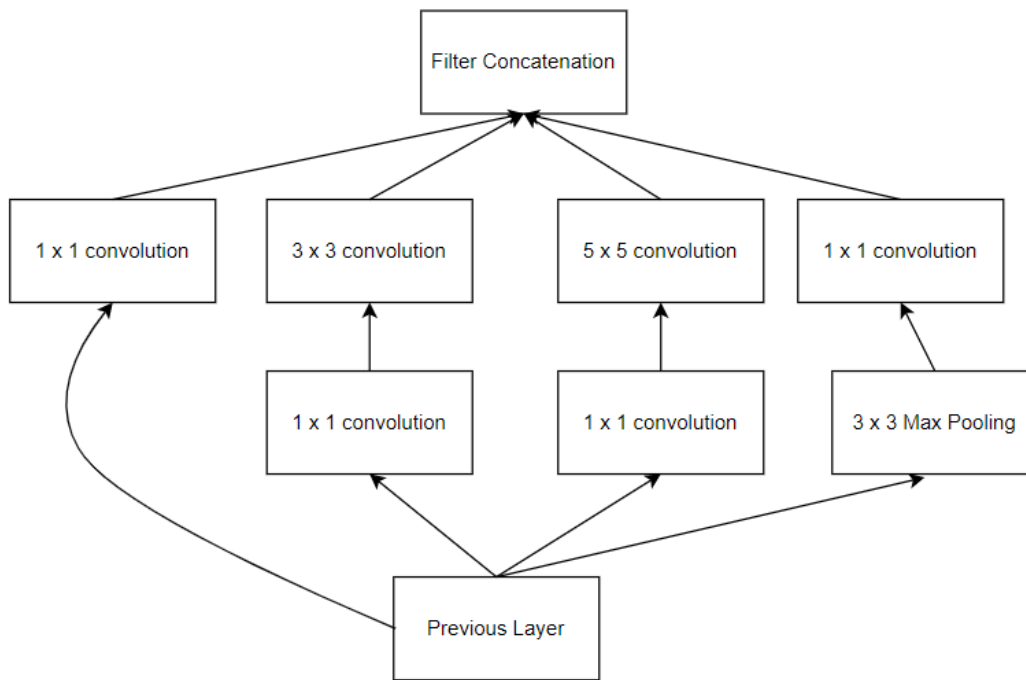 Filter Concatenation
1 x 1 convolution
3 x 3 convolution
5 x 5 convolution
1 x 1 convolution
1 x 1 convolution
1 x 1 convolution
3 x 3 Max Pooling
Previous Layer